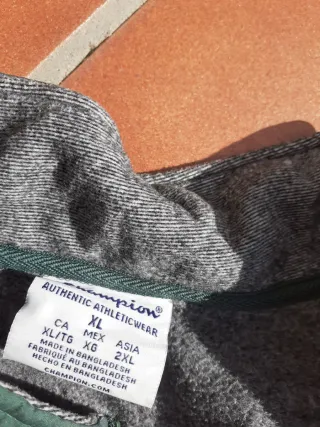 Champion®
AUTHENTIC ATHLETICWEAR
XL
CA MEX ASIA
XL/TG XG 2XL
MADE IN BANGLADESH
FABRIQUÉ AU BANGLADESH
HECHO EN BANGLADESH
CHAMPION.COM